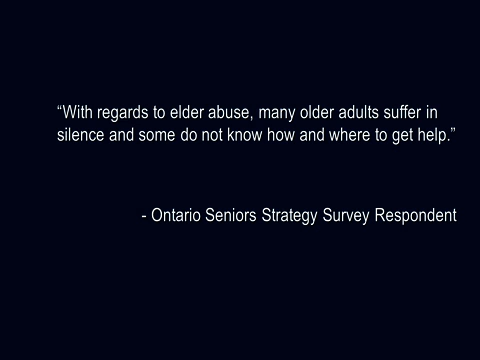 “With regards to elder abuse, many older adults suffer in
silence and some do not know how and where to get help.”
- Ontario Seniors Strategy Survey Respondent